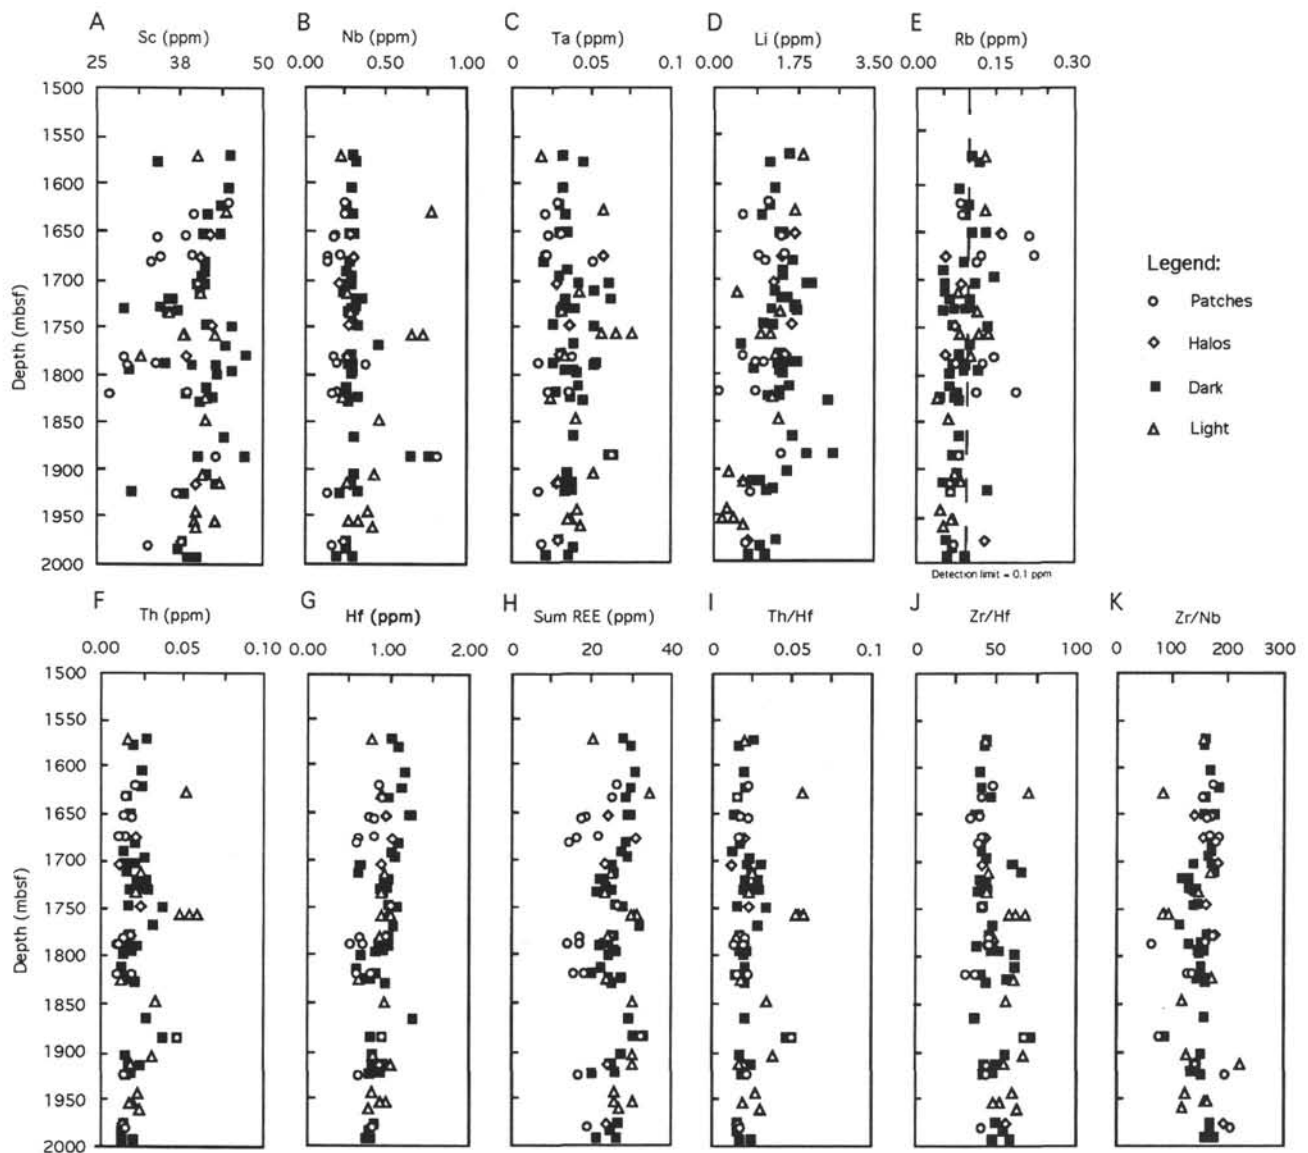 A B C D E
Sc (ppm) Nb (ppm) Ta (ppm) Li (ppm) Rb (ppm)
25 38 50 0.00 0.50 1.00 0 0.05 0.1 0.00 1.75 3.50 0.00 0.15 0.30
1500
1550
1600
1650
1700
1750
1800
1850
1900
1950
2000
Depth (mbsf)
Detection limit = 0.1 ppm
Legend:
Patches
Halos
Dark
Light
F G H I J K
Th (ppm) Hf (ppm) Sum REE (ppm) Th/Hf Zr/Hf Zr/Nb
0.00 0.05 0.10 0.00 1.00 2.00 0 20 40 0 0.05 0.1 0 50 100 0 100 200 300
1500
1550
1600
1650
1700
1750
1800
1850
1900
1950
2000
Depth (mbsf)